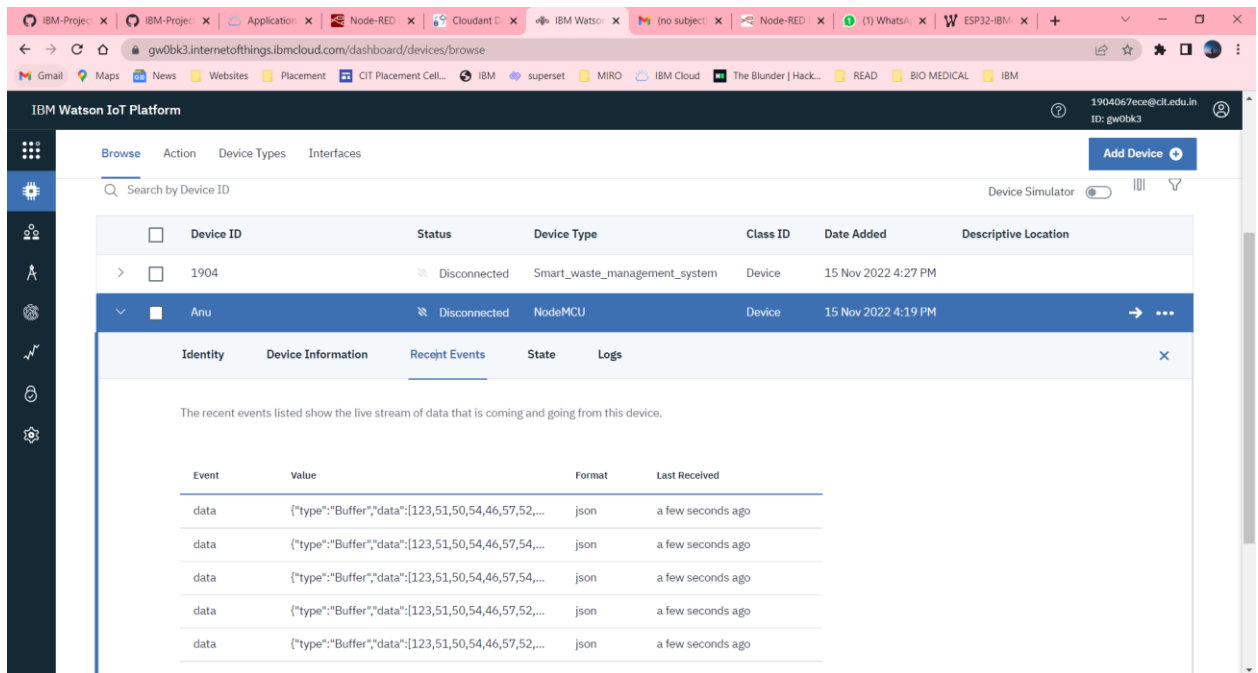 IBM-Project IBM-Project Application Node-RED : Cloudant D IBM Watson (no subject) Node-RED (1) WhatsAp ESP32-IBM-
gw0bk3.internetofthings.ibmcloud.com/dashboard/devices/browse
Gmail Maps News Websites Placement CIT Placement Cell... IBM superset MIRO IBM Cloud The Blunder | Hack... READ BIO MEDICAL IBM
IBM Watson IoT Platform
1904067ece@cit.edu.in
ID: gw0bk3
Browse Action Device Types Interfaces Add Device
Search by Device ID Device Simulator
Device ID Status Device Type Class ID Date Added Descriptive Location
1904 Disconnected Smart_waste_management_system Device 15 Nov 2022 4:27 PM
Anu Disconnected NodeMCU Device 15 Nov 2022 4:19 PM
Identity Device Information Recent Events State Logs
The recent events listed show the live stream of data that is coming and going from this device.
Event Value Format Last Received
data {"type":"Buffer","data":[123,51,50,54,46,57,52,... json a few seconds ago
data {"type":"Buffer","data":[123,51,50,54,46,57,54,... json a few seconds ago
data {"type":"Buffer","data":[123,51,50,54,46,57,54,... json a few seconds ago
data {"type":"Buffer","data":[123,51,50,54,46,57,52,... json a few seconds ago
data {"type":"Buffer","data":[123,51,50,54,46,57,52,... json a few seconds ago